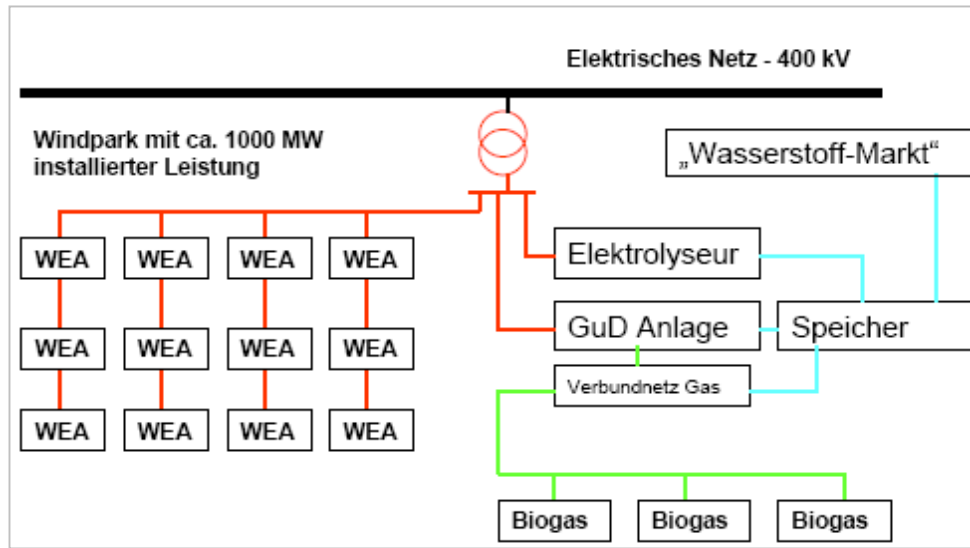 Elektrisches Netz - 400 kV
Windpark mit ca. 1000 MW
installierter Leistung
„Wasserstoff-Markt“
WEA WEA WEA WEA
Elektrolyseur
GuD Anlage
Speicher
WEA WEA WEA WEA
Verbundnetz Gas
WEA WEA WEA WEA
Biogas Biogas Biogas